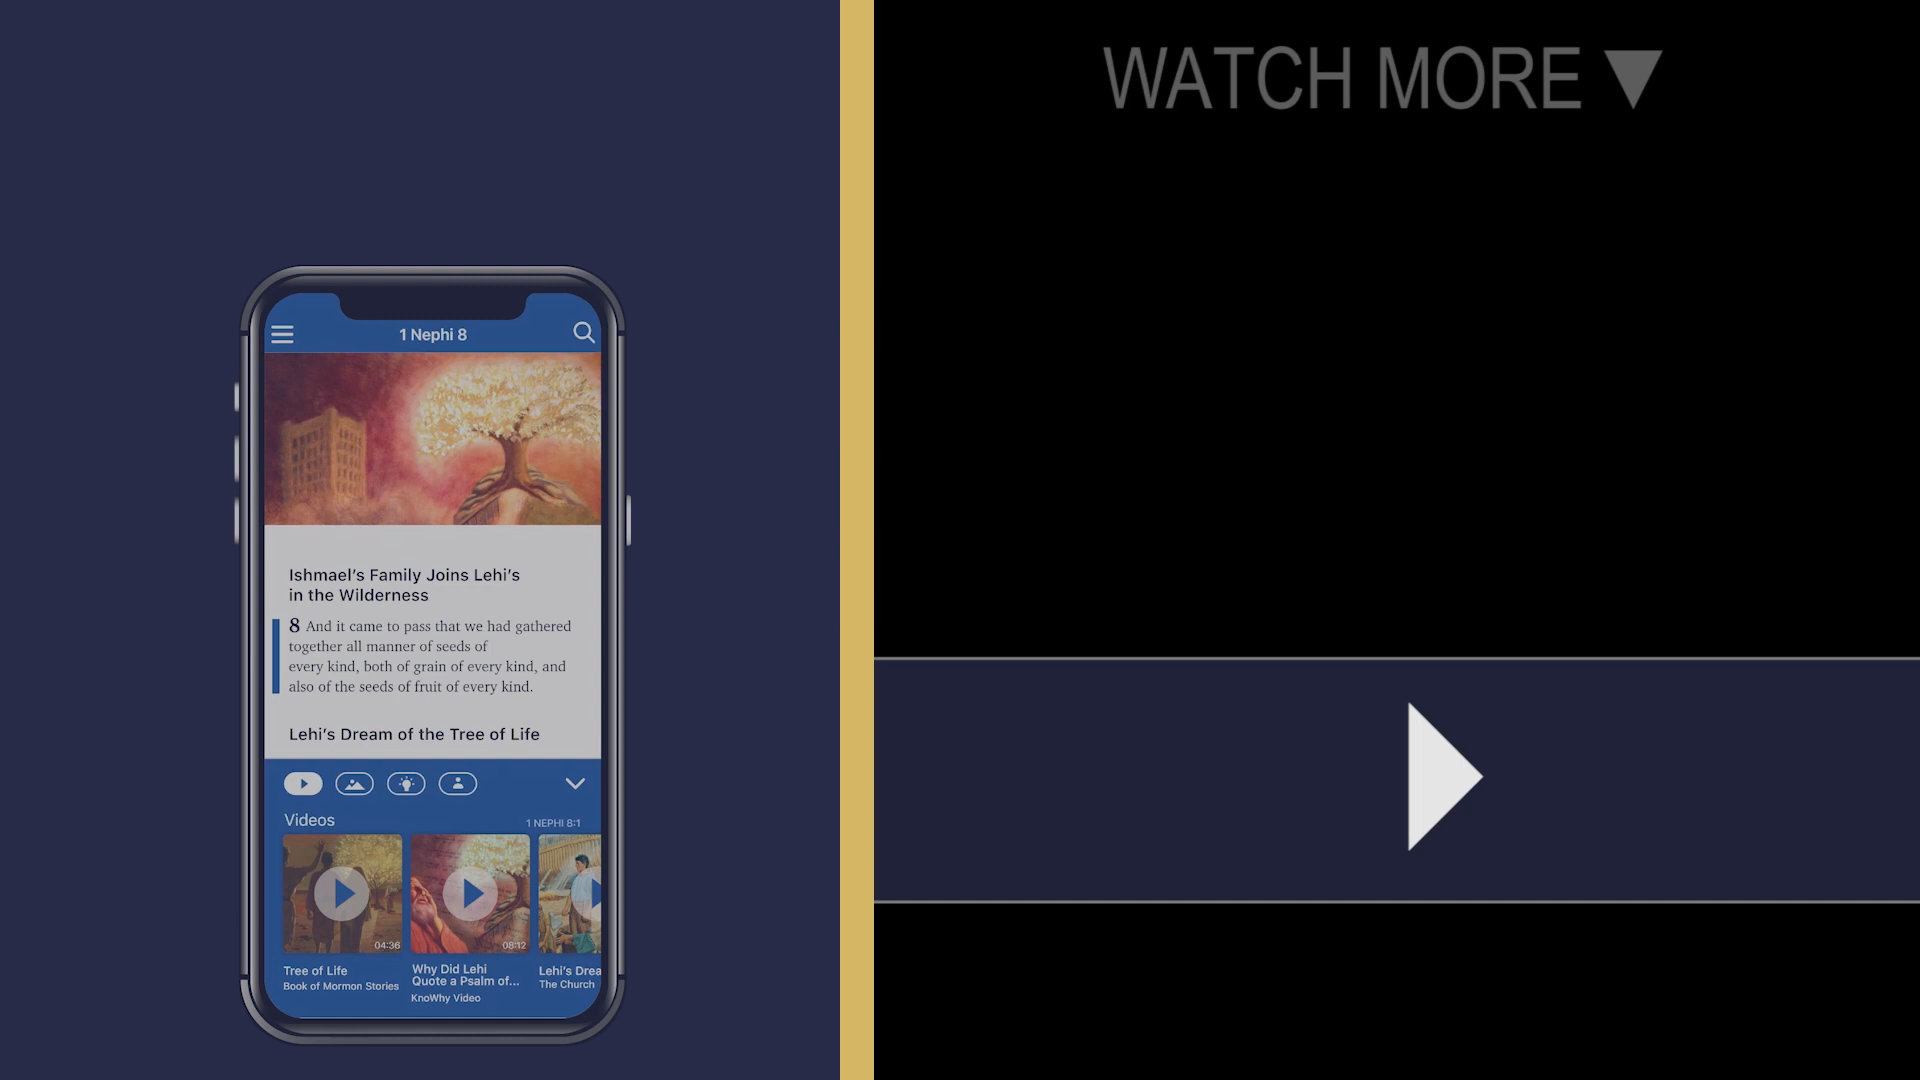 1 Nephi 8
Ishmael's Family Joins Lehi's
in the Wilderness
8 And it came to pass that we had gathered
together all manner of seeds of
every kind, both of grain of every kind, and
also of the seeds of fruit of every kind.
Lehi's Dream of the Tree of Life
Videos
1 NEPHI 8:1
04:36
08:12
Tree of Life
Book of Mormon Stories
Why Did Lehi
Quote a Psalm of...
KnoWhy Video
Lehi's Drea
The Church
WATCH MORE ▼